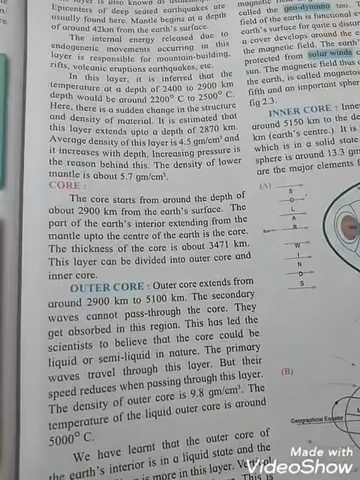 Epicenters of deep seated earthquakes are
usually found here. Mantle begins at a depth
of around 42km from the earth's surface.
The internal energy released due to
endogenetic movements occurring in this
layer is responsible for mountain-building,
rifts, volcanic eruptions earthquakes, etc.
In this layer, it is inferred that the
temperature at a depth of 2400 to 2900 km
depth would be around 2200° C to 2500° C.
Here, there is a sudden change in the structure
and density of material. It is estimated that
this layer extends upto a depth of 2870 km.
Average density of this layer is 4.5 gm/cm³ and
it increases with depth. Increasing pressure is
the reason behind this. The density of lower
mantle is about 5.7 gm/cm³.
CORE :
The core starts from around the depth of
about 2900 km from the earth's surface. The
part of the earth's interior extending from the
mantle upto the centre of the earth is the core.
The thickness of the core is about 3471 km.
This layer can be divided into outer core and
inner core.
OUTER CORE : Outer core extends from
around 2900 km to 5100 km. The secondary
waves cannot pass-through the core. They
get absorbed in this region. This has led the
scientists to believe that the core could be
liquid or semi-liquid in nature. The primary
waves travel through this layer. But their
speed reduces when passing through this layer.
The density of outer core is 9.8 gm/cm³. The
temperature of the liquid outer core is around
5000° C.
We have learnt that the outer core of
the earth's interior is in a liquid state and the
is more in this layer.
called the geo-dynamo too. T
field of the earth is functional
earth's surface for quite a distan
a cover develops around the e
the magnetic field. The earth'
protected from solar winds c
sun. The magnetic field thus c
the earth, is called magnetos
fifth and an important spher
fig 2.3.
INNER CORE : Inne
around 5150 km to the de
km (earth's centre.) It is
which is in a solid state
sphere is around 13.3 gm
are the major elements f
(A)
S
O
L
A
R
W
I
N
D
S
(B)
Geographical Equator
Made with
VideoShow